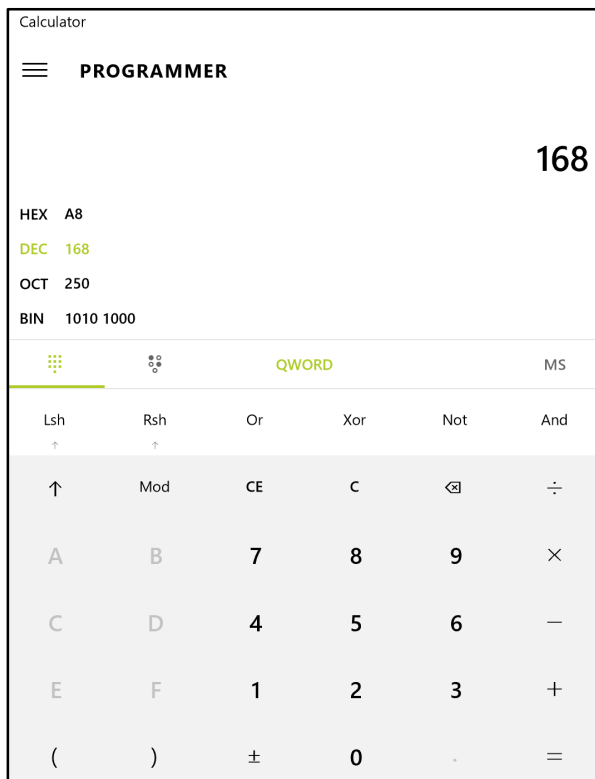 Calculator
PROGRAMMER
168
HEX A8
DEC 168
OCT 250
BIN 1010 1000
QWORD MS
Lsh Rsh Or Xor Not And
↑ ↑
↑ Mod CE C ÷
A B 7 8 9 ×
C D 4 5 6 −
E F 1 2 3 +
( ) ± 0 . =